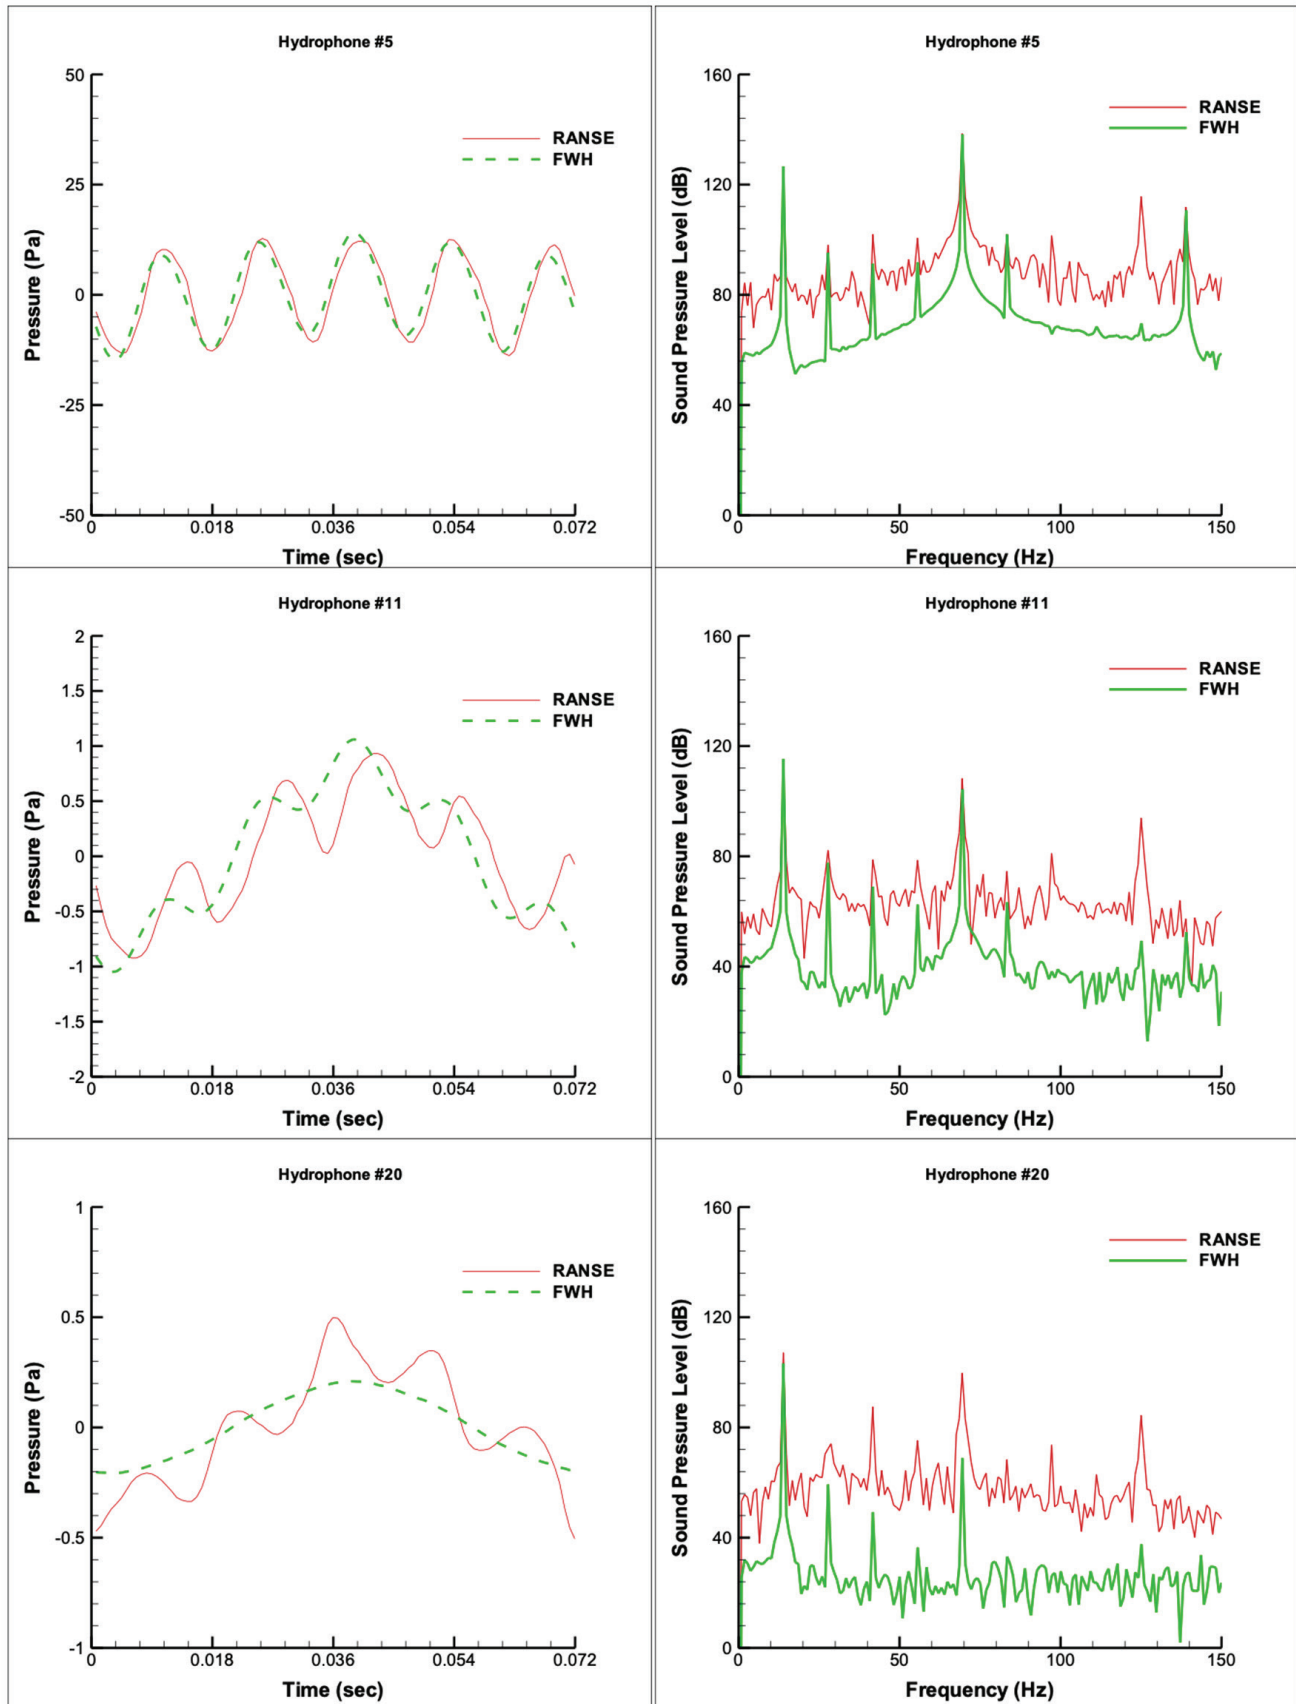 Hydrophone #5
50
25
0
-25
-50
Pressure (Pa)
RANSE
FWH
0 0.018 0.036 0.054 0.072
Time (sec)
Hydrophone #5
160
120
80
40
0
Sound Pressure Level (dB)
RANSE
FWH
0 50 100 150
Frequency (Hz)
Hydrophone #11
2
1.5
1
0.5
0
-0.5
-1
-1.5
-2
Pressure (Pa)
RANSE
FWH
0 0.018 0.036 0.054 0.072
Time (sec)
Hydrophone #11
160
120
80
40
0
Sound Pressure Level (dB)
RANSE
FWH
0 50 100 150
Frequency (Hz)
Hydrophone #20
1
0.5
0
-0.5
-1
Pressure (Pa)
RANSE
FWH
0 0.018 0.036 0.054 0.072
Time (sec)
Hydrophone #20
160
120
80
40
0
Sound Pressure Level (dB)
RANSE
FWH
0 50 100 150
Frequency (Hz)